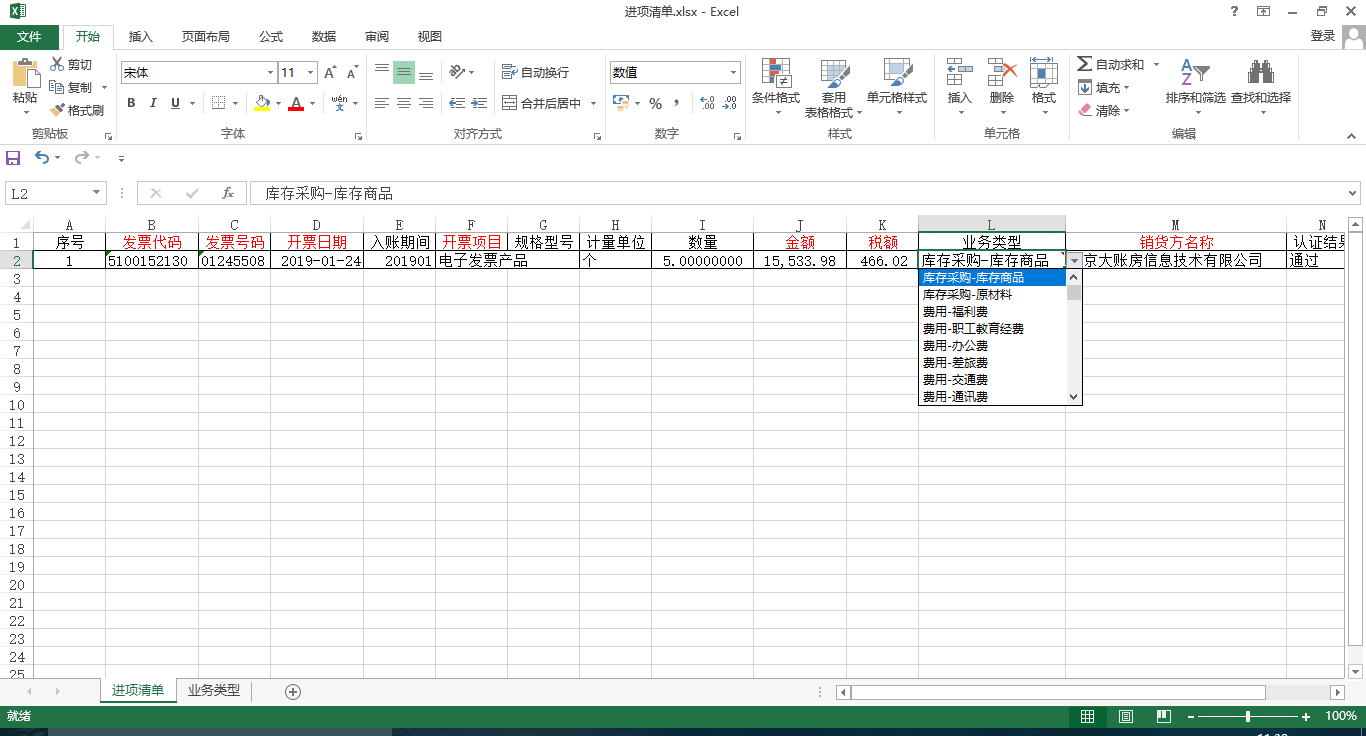 进项清单.xlsx - Excel
文件 开始 插入 页面布局 公式 数据 审阅 视图 登录
粘贴 剪切 复制 格式刷 剪贴板
宋体 11 B I U A wén 字体
自动换行 合并后居中 对齐方式
数值 % , 数字
条件格式 套用 表格格式 单元格样式 样式
插入 删除 格式 单元格
自动求和 填充 清除 排序和筛选 查找和选择 编辑
L2 fx 库存采购-库存商品
A B C D E F G H I J K L M N
1 序号 发票代码 发票号码 开票日期 入账期间 开票项目 规格型号 计量单位 数量 金额 税额 业务类型 销货方名称 认证结果
2 1 5100152130 01245508 2019-01-24 201901 电子发票产品 个 5.00000000 15,533.98 466.02 库存采购-库存商品 京大账房信息技术有限公司 通过
库存采购-库存商品
库存采购-原材料
费用-福利费
费用-职工教育经费
费用-办公费
费用-差旅费
费用-交通费
费用-通讯费
3
4
5
6
7
8
9
10
11
12
13
14
15
16
17
18
19
20
21
22
23
24
25
进项清单 业务类型
就绪 100%